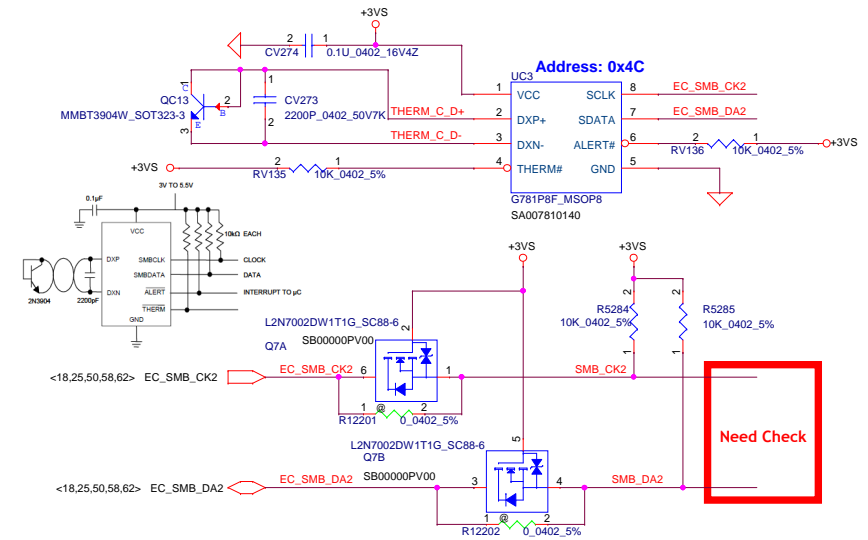 +3VS
2
1
CV274
0.1U_0402_16V4Z
Address: 0x4C
UC3
QC13
MMBT3904W_SOT323-3
1
C
2
B
E
3
1
CV273
2200P_0402_50V7K
2
THERM_C_D+
THERM_C_D-
1
VCC
SCLK
8
EC_SMB_CK2
2
DXP+
SDATA
7
EC_SMB_DA2
3
DXN-
ALERT#
6
2
1
+3VS
RV136
10K_0402_5%
+3VS
2
1
4
THERM#
GND
5
RV135
10K_0402_5%
G781P8F_MSOP8
SA007810140
3V TO 5.5V
0.1µF
VCC
10kΩ EACH
DXP
SMBCLK
CLOCK
SMBDATA
DATA
DXN
ALERT
INTERRUPT TO µC
2N3904
2200pF
THERM
GND
+3VS
+3VS
L2N7002DW1T1G_SC88-6
SB00000PV00
Q7A
2
2
R5284
10K_0402_5%
1
2
R5285
10K_0402_5%
1
<18,25,50,58,62>
EC_SMB_CK2
EC_SMB_CK2
6
1
SMB_CK2
1
@
2
R12201
0_0402_5%
Need Check
L2N7002DW1T1G_SC88-6
Q7B
SB00000PV00
5
<18,25,50,58,62>
EC_SMB_DA2
EC_SMB_DA2
3
4
SMB_DA2
1
@
2
R12202
0_0402_5%